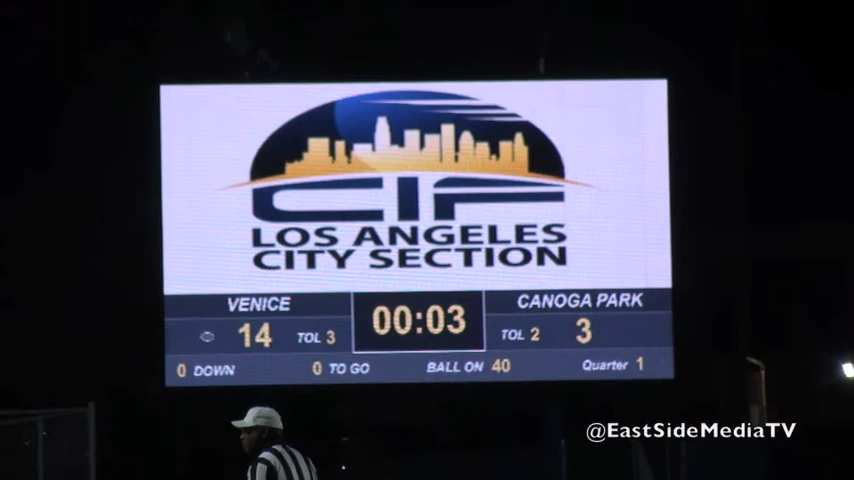 CIF
LOS ANGELES
CITY SECTION
VENICE
14 TOL 3
00:03
CANOGA PARK
TOL 2 3
0 DOWN 0 TO GO BALL ON 40 Quarter 1
@EastSideMediaTV